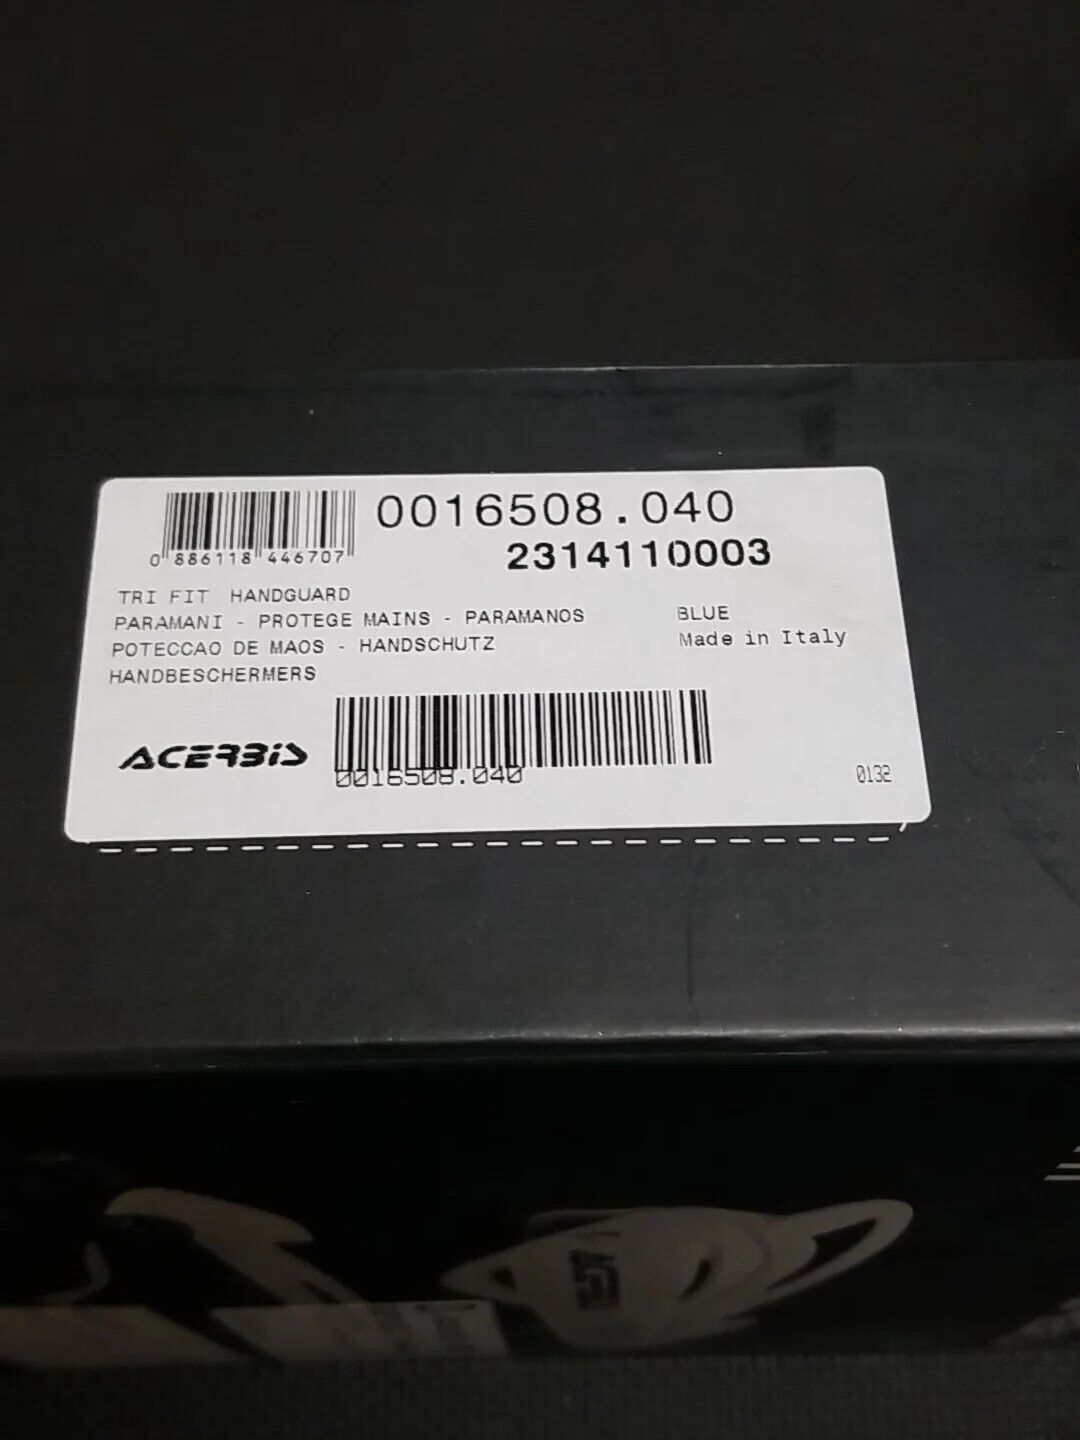 0016508.040
0 886118 446707
2314110003
TRI FIT HANDGUARD
PARAMANI - PROTEGE MAINS - PARAMANOS
BLUE
POTECCAO DE MAOS - HANDSCHUTZ
Made in Italy
HANDBESCHERMERS
ACERBIS
0016508.040
0132